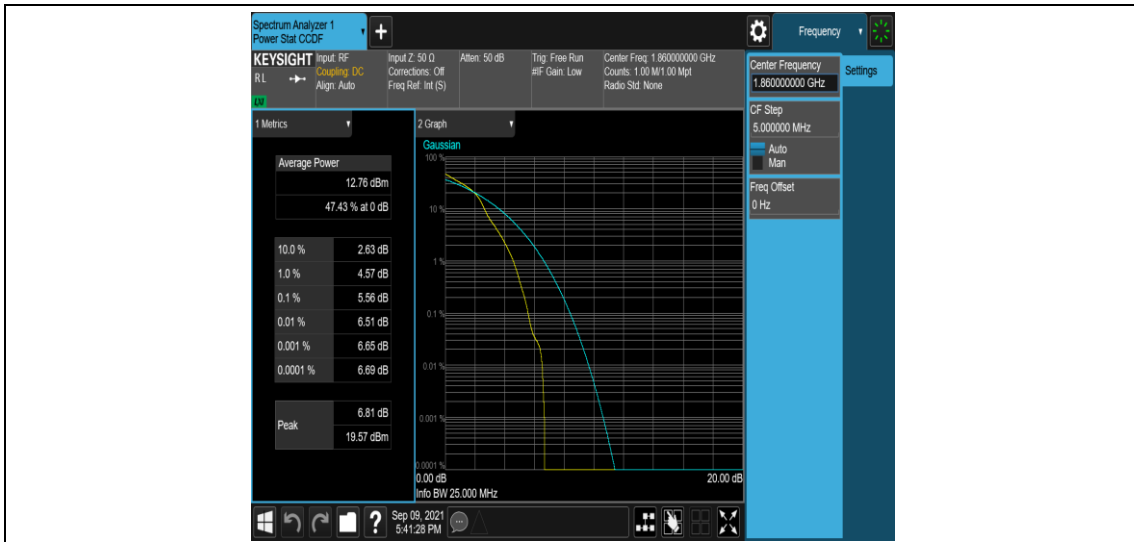 Spectrum Analyzer 1
Power Stat CCDF
+
Frequency
KEYSIGHT
RL
Input: RF
Coupling: DC
Align: Auto
Input Z: 50 Ω
Corrections: Off
Freq Ref: Int (S)
Atten: 50 dB
Trig: Free Run
#IF Gain: Low
Center Freq: 1.860000000 GHz
Counts: 1.00 M/1.00 Mpt
Radio Std: None
Center Frequency
1.860000000 GHz
Settings
CF Step
5.000000 MHz
Auto
Man
Freq Offset
0 Hz
1 Metrics
Average Power
12.76 dBm
47.43 % at 0 dB
10.0 % 2.63 dB
1.0 % 4.57 dB
0.1 % 5.56 dB
0.01 % 6.51 dB
0.001 % 6.65 dB
0.0001 % 6.69 dB
Peak
6.81 dB
19.57 dBm
2 Graph
Gaussian
100 %
10 %
1 %
0.1 %
0.01 %
0.001 %
0.0001 %
0.00 dB 20.00 dB
Info BW 25.000 MHz
?
Sep 09, 2021
5:41:28 PM